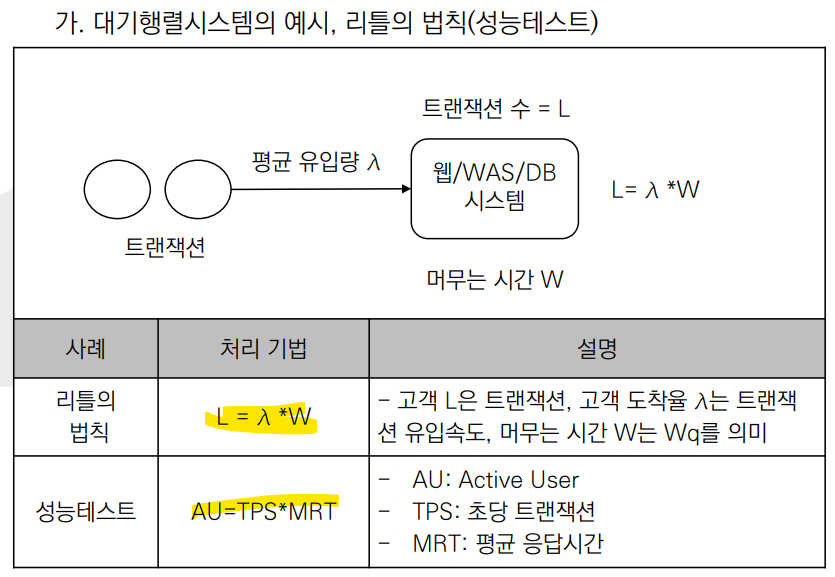 가. 대기행렬시스템의 예시, 리틀의 법칙(성능테스트)
트랜잭션 수 = L
평균 유입량 λ
웹/WAS/DB
시스템
L= λ *W
트랜잭션
머무는 시간 W
사례
처리 기법
설명
리틀의
법칙
L = λ *W
- 고객 L은 트랜잭션, 고객 도착율 λ는 트랜잭
션 유입속도, 머무는 시간 W는 Wq를 의미
성능테스트
AU=TPS*MRT
- AU: Active User
- TPS: 초당 트랜잭션
- MRT: 평균 응답시간